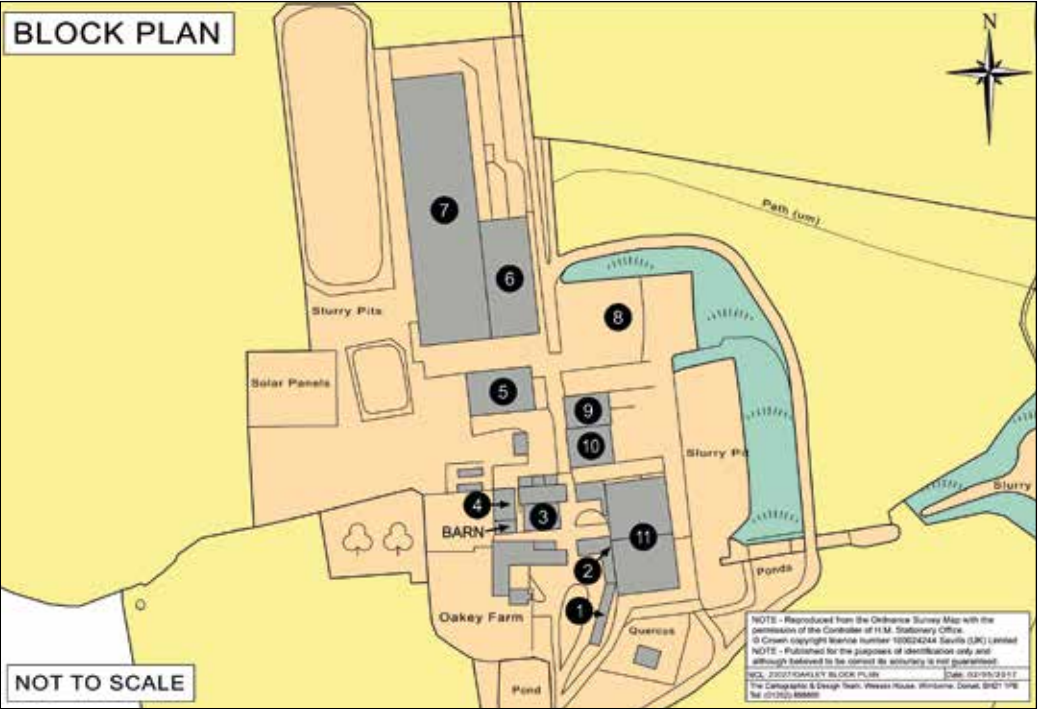 BLOCK PLAN
N
Path (um)
7
6
8
Slurry Pits
Solar Panels
5
9
10
Slurry Pit
Slurry
4
3
BARN
11
2
Ponds
1
Oakey Farm
Quercus
Pond
NOT TO SCALE
NOTE - Reproduced from the Ordnance Survey Map with the
permission of the Controller of H.M. Stationery Office.
© Crown copyright licence number 100024244 Savills (UK) Limited
NOTE - Published for the purposes of identification only and
although believed to be correct its accuracy is not guaranteed.
OAKLEY BLOCK PLAN
Date: 02/05/2017
The Cartographic & Design Team, Wessex House, Wimborne, Dorset, BH21 1PB
Tel: (01202)